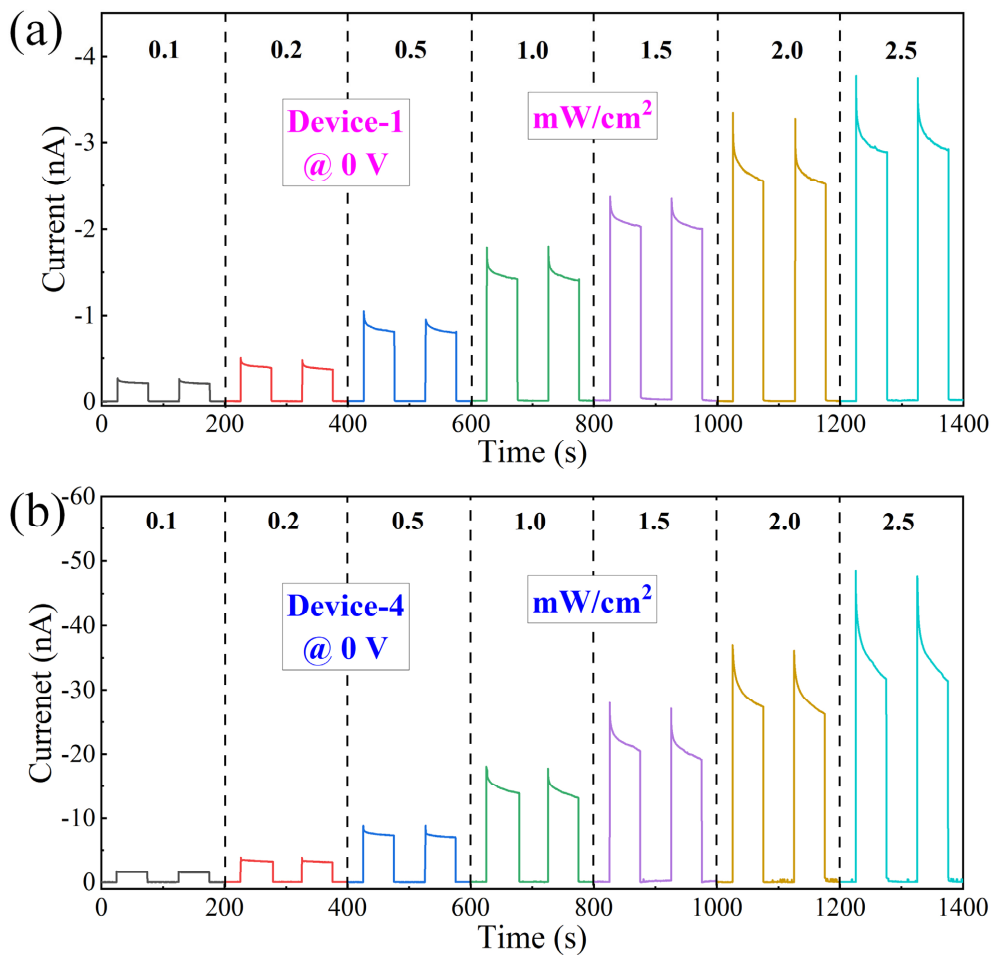 (a)
0.1 0.2 0.5 1.0 1.5 2.0 2.5
Device-1
@ 0 V
mW/cm²
Current (nA)
-4
-3
-2
-1
0
0 200 400 600 800 1000 1200 1400
Time (s)
(b)
0.1 0.2 0.5 1.0 1.5 2.0 2.5
Device-4
@ 0 V
mW/cm²
Currenet (nA)
-60
-50
-40
-30
-20
-10
0
0 200 400 600 800 1000 1200 1400
Time (s)